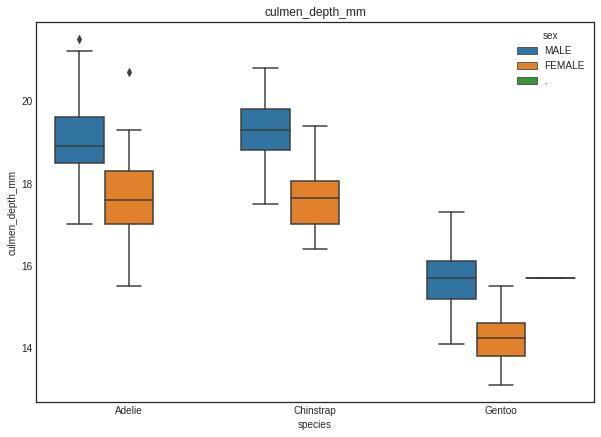 culmen_depth_mm
sex
MALE
FEMALE
.
culmen_depth_mm
20
18
16
14
Adelie
Chinstrap
Gentoo
species